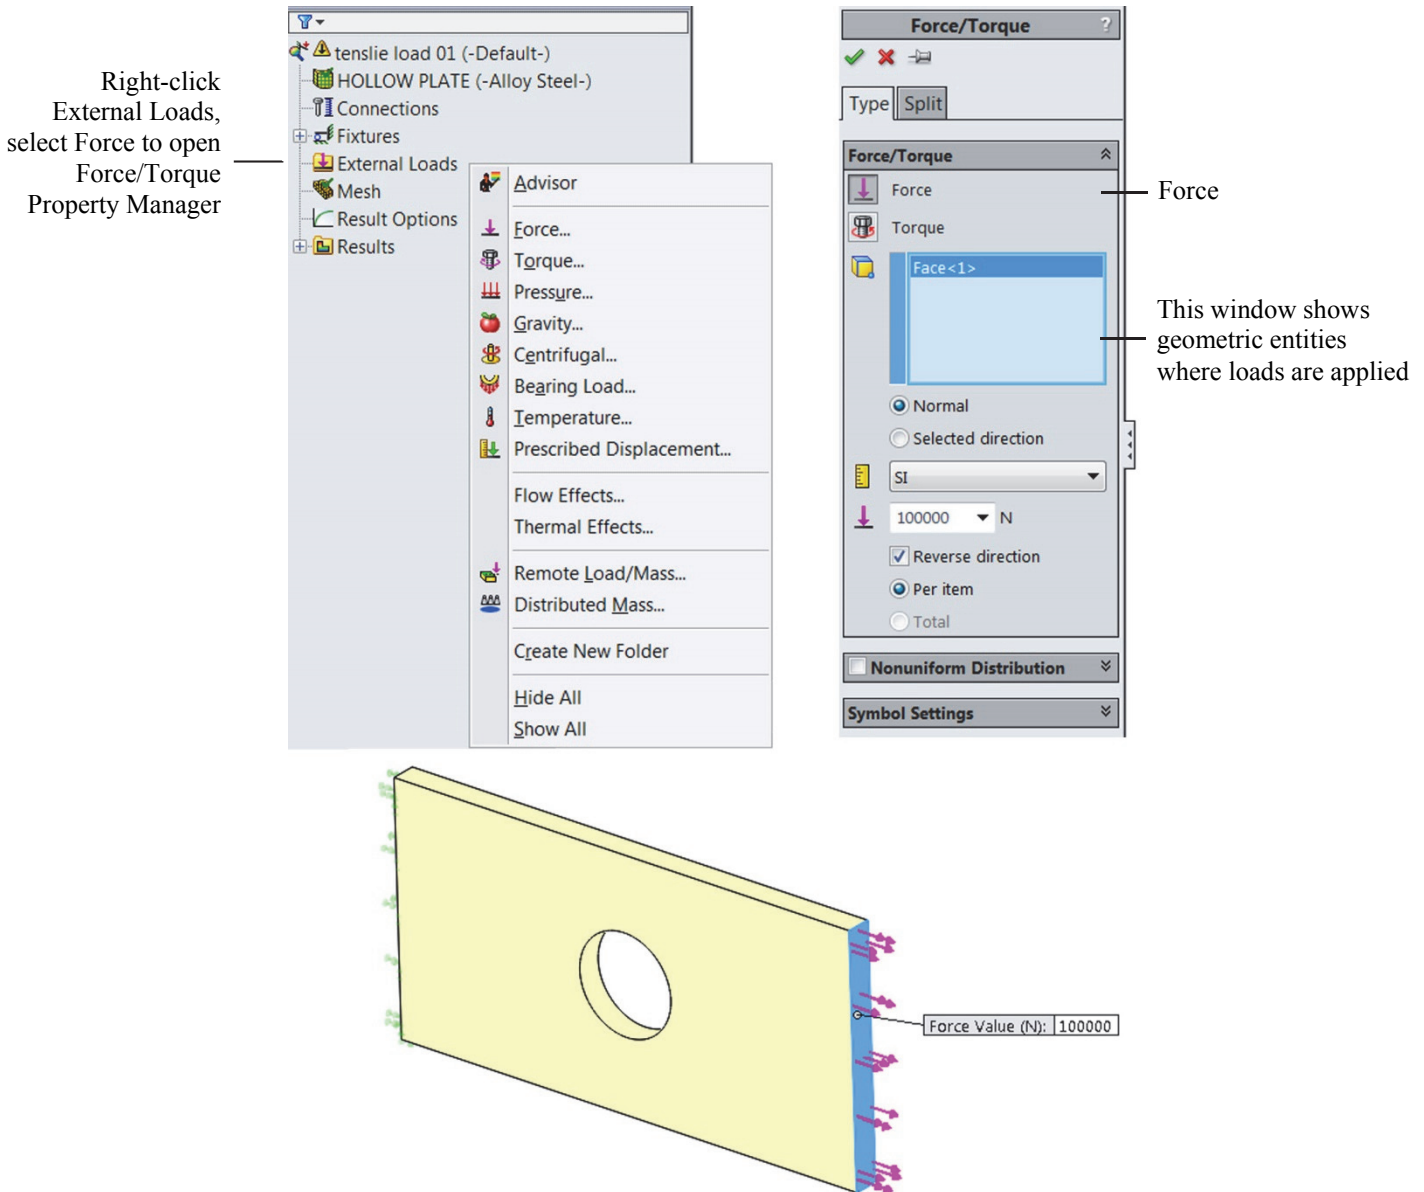 Right-click
External Loads,
select Force to open
Force/Torque
Property Manager
tenslie load 01 (-Default-)
HOLLOW PLATE (-Alloy Steel-)
Connections
Fixtures
External Loads
Mesh
Result Options
Results
Advisor
Force...
Torque...
Pressure...
Gravity...
Centrifugal...
Bearing Load...
Temperature...
Prescribed Displacement...
Flow Effects...
Thermal Effects...
Remote Load/Mass...
Distributed Mass...
Create New Folder
Hide All
Show All
Force/Torque ?
Type Split
Force/Torque
Force
Torque
Face<1>
Normal
Selected direction
SI
100000 N
Reverse direction
Per item
Total
Nonuniform Distribution
Symbol Settings
Force
This window shows
geometric entities
where loads are applied
Force Value (N): 100000